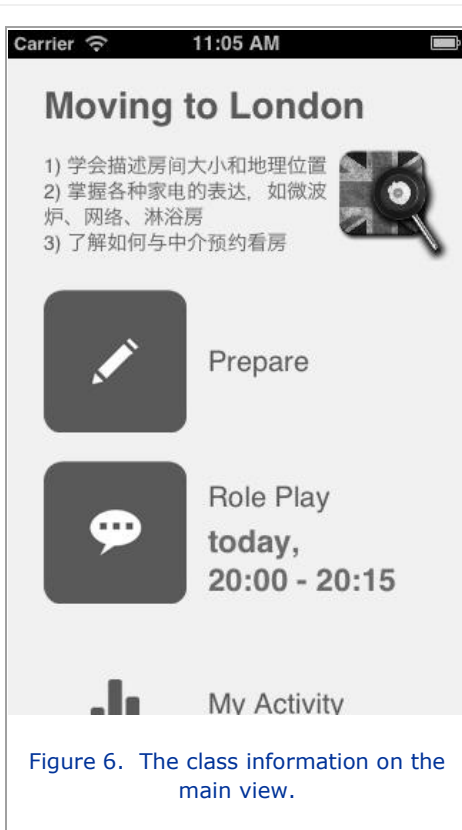 Carrier 11:05 AM
Moving to London
1) 学会描述房间大小和地理位置
2) 掌握各种家电的表达，如微波
炉、网络、淋浴房
3) 了解如何与中介预约看房
Prepare
Role Play
today,
20:00 - 20:15
My Activity
Figure 6. The class information on the
main view.